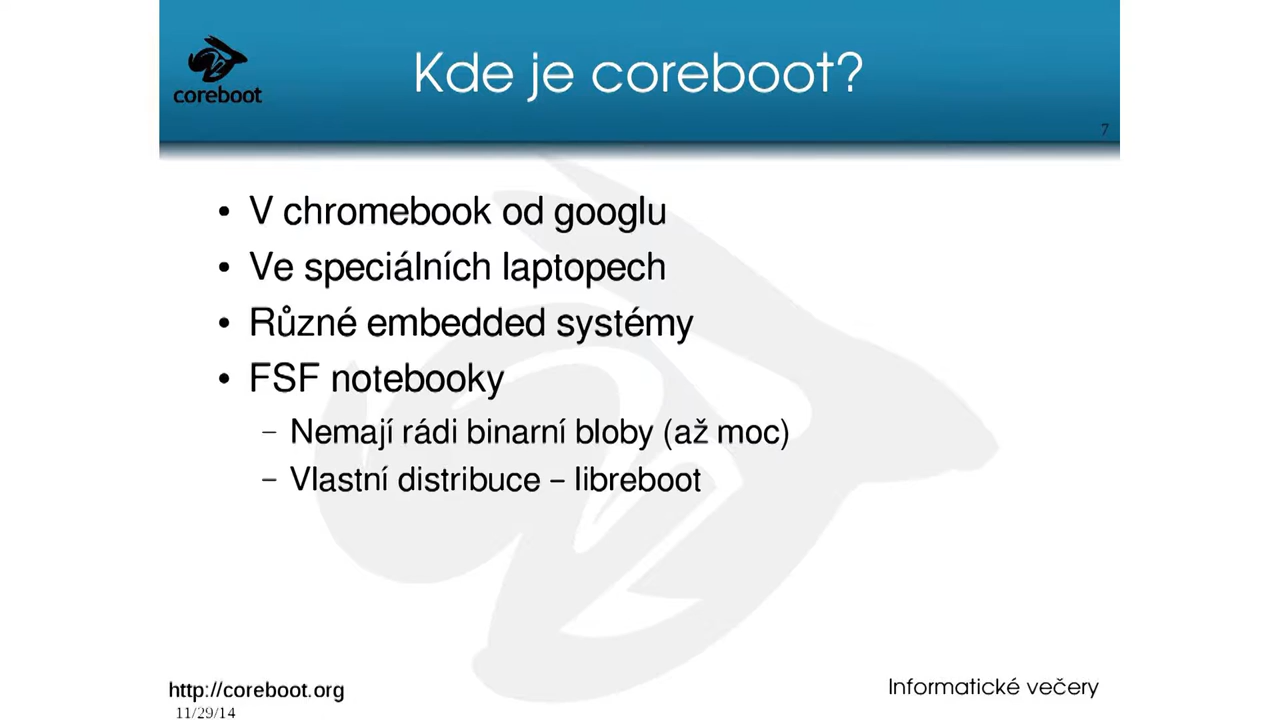 coreboot
Kde je coreboot?
7
• V chromebook od googlu
• Ve speciálních laptopech
• Různé embedded systémy
• FSF notebooky
– Nemají rádi binarní bloby (až moc)
– Vlastní distribuce – libreboot
http://coreboot.org
Informatické večery
11/29/14